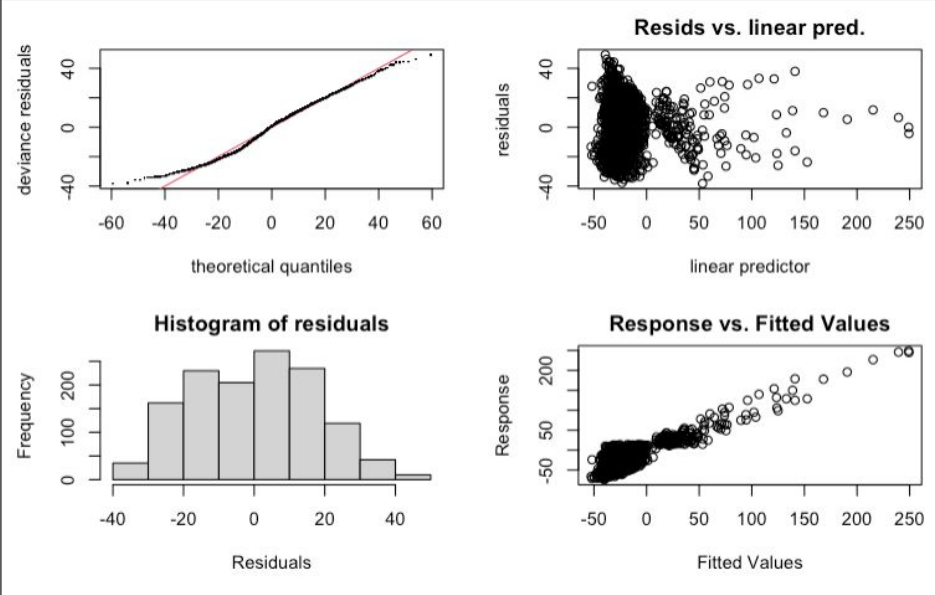 deviance residuals
40
0
-40
-60 -40 -20 0 20 40 60
theoretical quantiles
Resids vs. linear pred.
residuals
40
0
-40
-50 0 50 100 150 200 250
linear predictor
Histogram of residuals
Frequency
200
100
0
-40 -20 0 20 40
Residuals
Response vs. Fitted Values
Response
200
50
-50
-50 0 50 100 150 200 250
Fitted Values